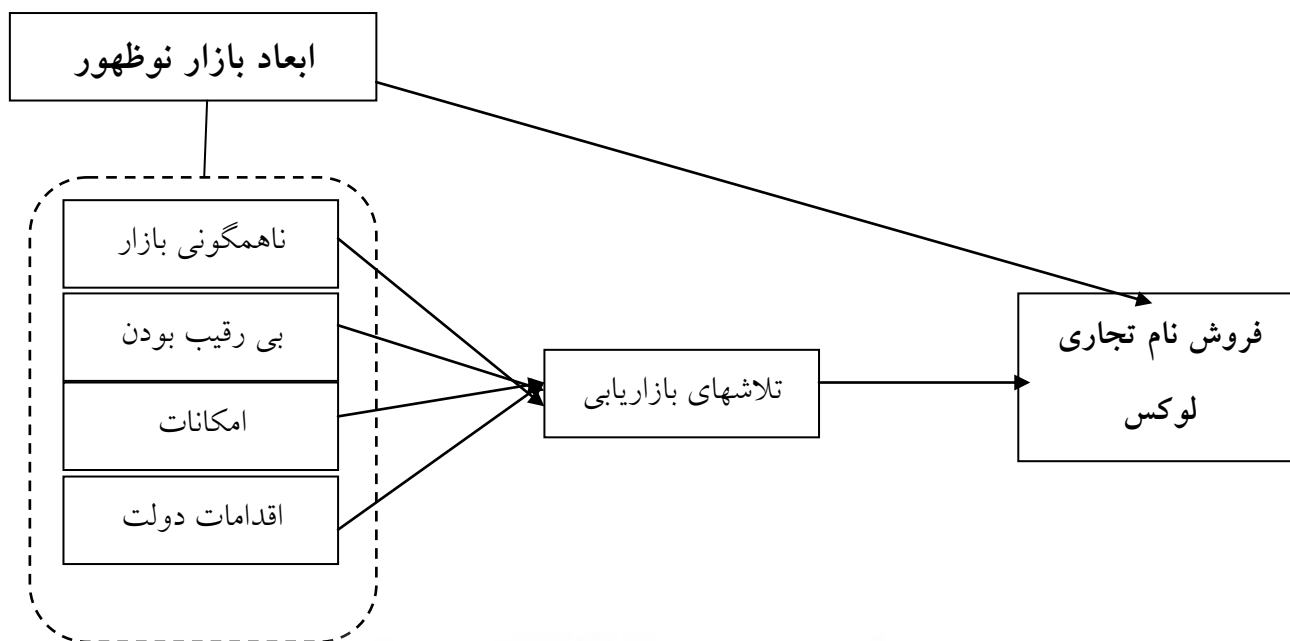 ابعاد بازار نوظهور
ناهمگونی بازار
بی رقیب بودن
امکانات
اقدامات دولت
تلاشهای بازاریابی
فروش نام تجاری
لوکس